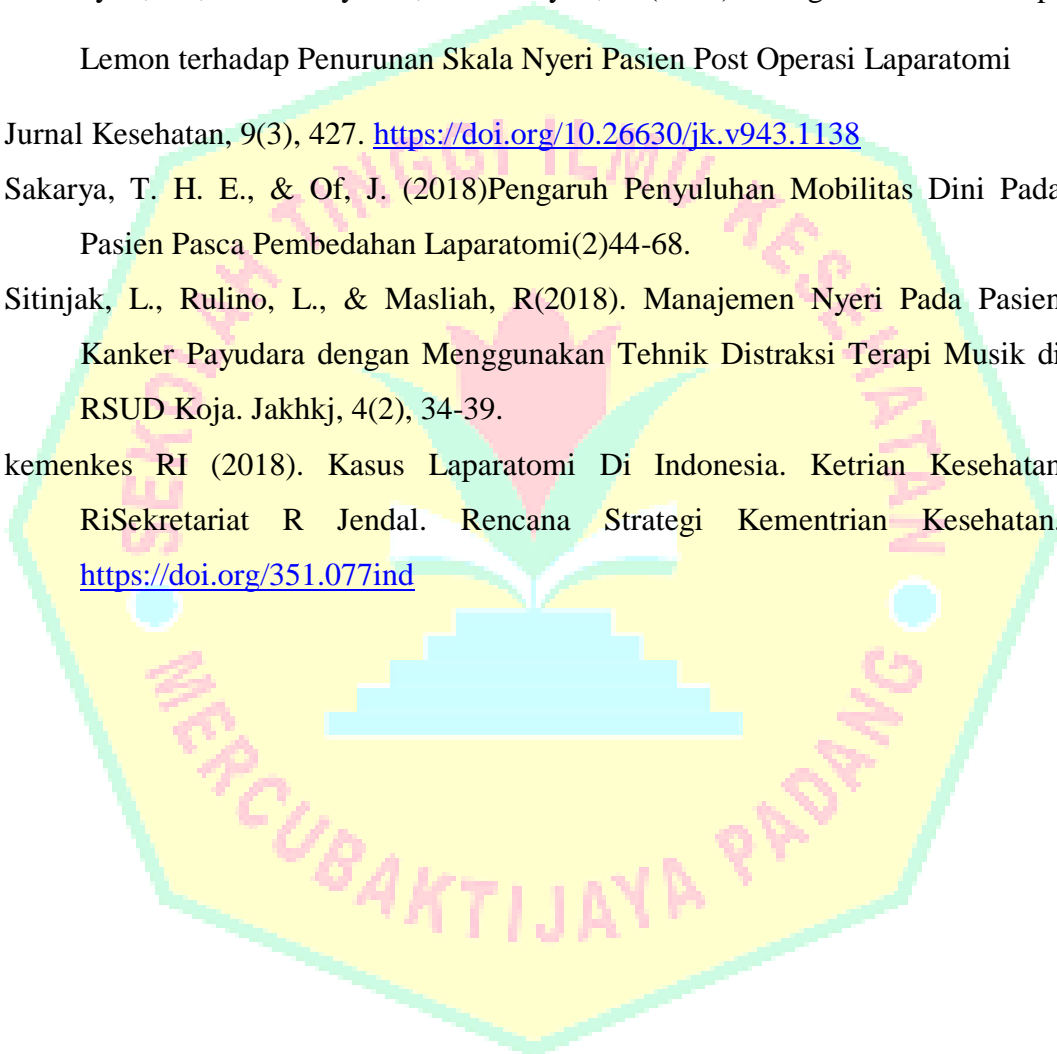 Lemon terhadap Penurunan Skala Nyeri Pasien Post Operasi Laparatomi
Jurnal Kesehatan, 9(3), 427. https://doi.org/10.26630/jk.v943.1138
Sakarya, T. H. E., & Of, J. (2018)Pengaruh Penyuluhan Mobilitas Dini Pada
Pasien Pasca Pembedahan Laparatomi(2)44-68.
Sitinjak, L., Rulino, L., & Masliah, R(2018). Manajemen Nyeri Pada Pasien
Kanker Payudara dengan Menggunakan Tehnik Distraksi Terapi Musik di
RSUD Koja. Jakhkj, 4(2), 34-39.
kemenkes RI (2018). Kasus Laparatomi Di Indonesia. Ketrian Kesehatan
RiSekretariat R Jendal. Rencana Strategi Kementrian Kesehatan.
https://doi.org/351.077ind
SEKOLAH TINGGI ILMU KESEHATAN
MERCUBAKTIJAYA PADANG